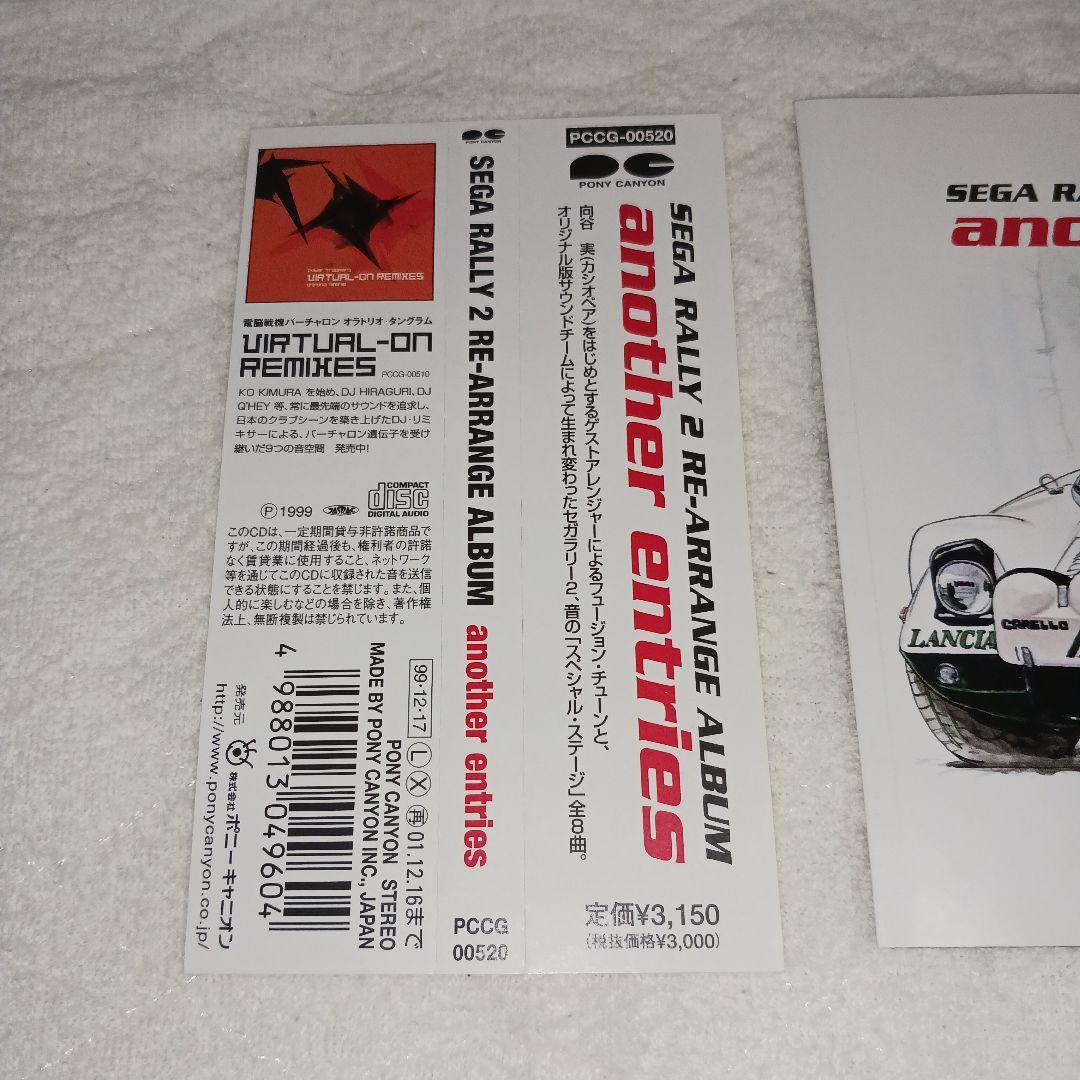 VIRTUAL-ON REMIXES
電脳戦機バーチャロン オラトリオ・タングラム
VIRTUAL-ON
REMIXES
PCCG-00510
KO KIMURA を始め、DJ HIRAGURI、DJ
Q'HEY 等、常に最先端のサウンドを追求し、
日本のクラブシーンを築き上げたDJ・リミ
キサーによる、バーチャロン遺伝子を受け
継いだ9つの音空間 発売中!
Ⓟ1999
JASRAC
COMPACT
disc
DIGITAL AUDIO
このCDは、一定期間貸与非許諾商品で
すが、この期間経過後も、権利者の許諾
なく賃貸業に使用すること、ネットワーク
等を通じてこのCDに収録された音を送信
できる状態にすることを禁じます。また、個
人的に楽しむなどの場合を除き、著作権
法上、無断複製は禁じられています。
99・12・17 L X 再 01.12.16まで
PONY CANYON STEREO
MADE BY PONY CANYON INC., JAPAN
4 988013 049604
発売元 株式会社 ポニーキャニオン
http://www.ponycanyon.co.jp/
PONY CANYON
SEGA RALLY 2 RE-ARRANGE ALBUM another entries
PCCG
00520
PCCG-00520
PONY CANYON
SEGA RALLY 2 RE-ARRANGE ALBUM
another entries
向谷 実(カシオペア)をはじめとするゲストアレンジャーによるフュージョン・チューンと、
オリジナル版サウンドチームによって生まれ変わったセガラリー2、音の「スペシャル・ステージ」全8曲。
定価¥3,150
(税抜価格¥3,000)
SEGA RA
ano
CARELLO
LANCIA